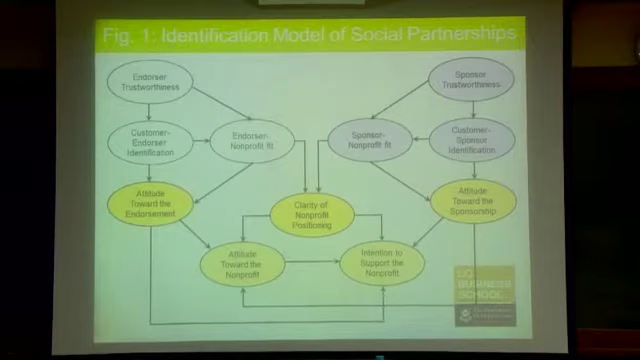 Fig. 1: Identification Model of Social Partnerships
Endorser
Trustworthiness
Sponsor
Trustworthiness
Customer-
Endorser
Identification
Endorser-
Nonprofit fit
Sponsor-
Nonprofit fit
Customer-
Sponsor
Identification
Attitude
Toward the
Endorsement
Clarity of
Nonprofit
Positioning
Attitude
Toward the
Sponsorship
Attitude
Toward the
Nonprofit
Intention to
Support the
Nonprofit
BUSINESS
SCHOOL